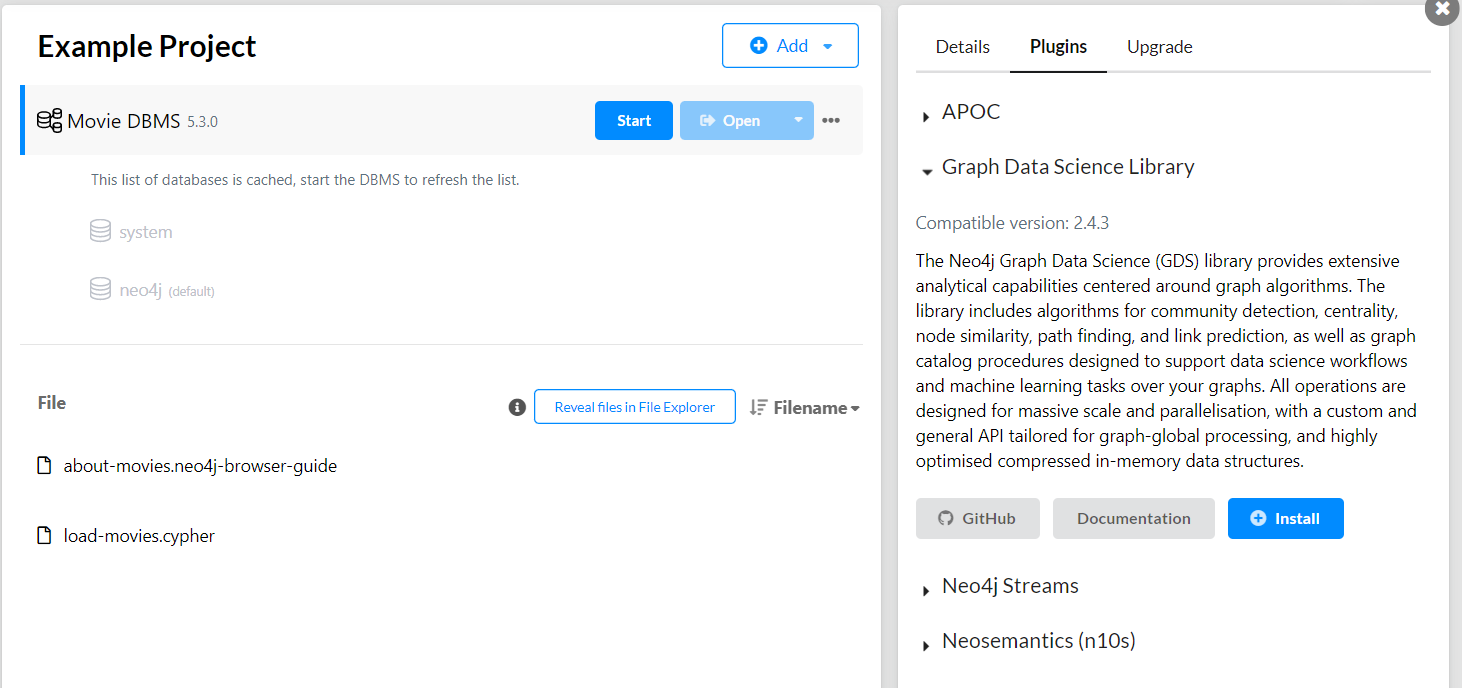 Example Project
Add
Movie DBMS 5.3.0
Start
Open
This list of databases is cached, start the DBMS to refresh the list.
system
neo4j (default)
File
Reveal files in File Explorer
Filename
about-movies.neo4j-browser-guide
load-movies.cypher
Details
Plugins
Upgrade
APOC
Graph Data Science Library
Compatible version: 2.4.3
The Neo4j Graph Data Science (GDS) library provides extensive
analytical capabilities centered around graph algorithms. The
library includes algorithms for community detection, centrality,
node similarity, path finding, and link prediction, as well as graph
catalog procedures designed to support data science workflows
and machine learning tasks over your graphs. All operations are
designed for massive scale and parallelisation, with a custom and
general API tailored for graph-global processing, and highly
optimised compressed in-memory data structures.
GitHub
Documentation
Install
Neo4j Streams
Neosemantics (n10s)